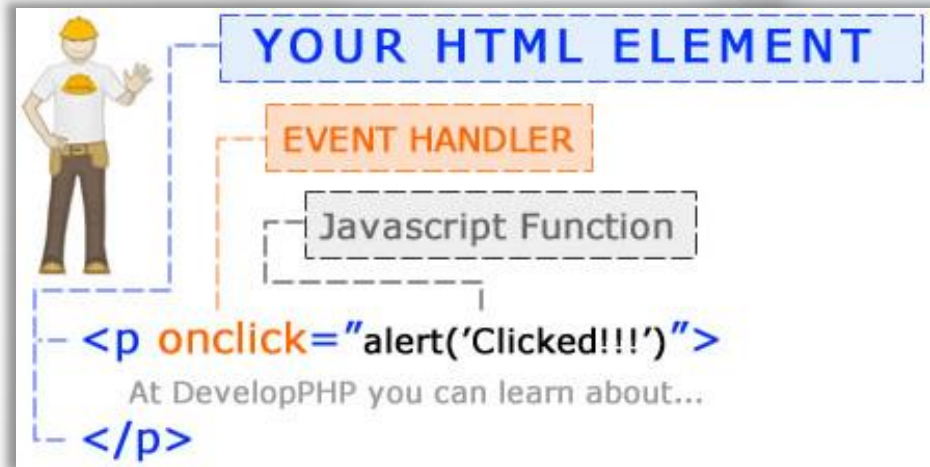 YOUR HTML ELEMENT
EVENT HANDLER
Javascript Function
<p onclick="alert('Clicked!!!')">
At DevelopPHP you can learn about...
</p>